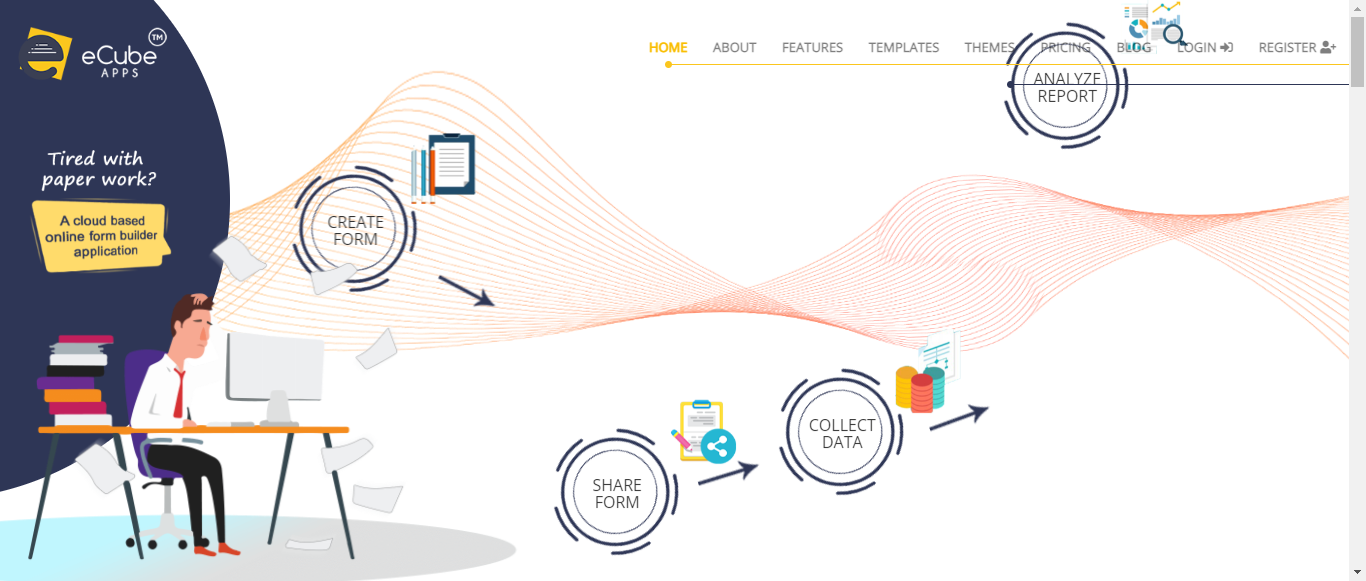 eCube™
APPS
HOME ABOUT FEATURES TEMPLATES THEMES PRICING BLOG LOGIN REGISTER
ANALYZE
REPORT
Tired with
paper work?
A cloud based
online form builder
application
CREATE
FORM
COLLECT
DATA
SHARE
FORM